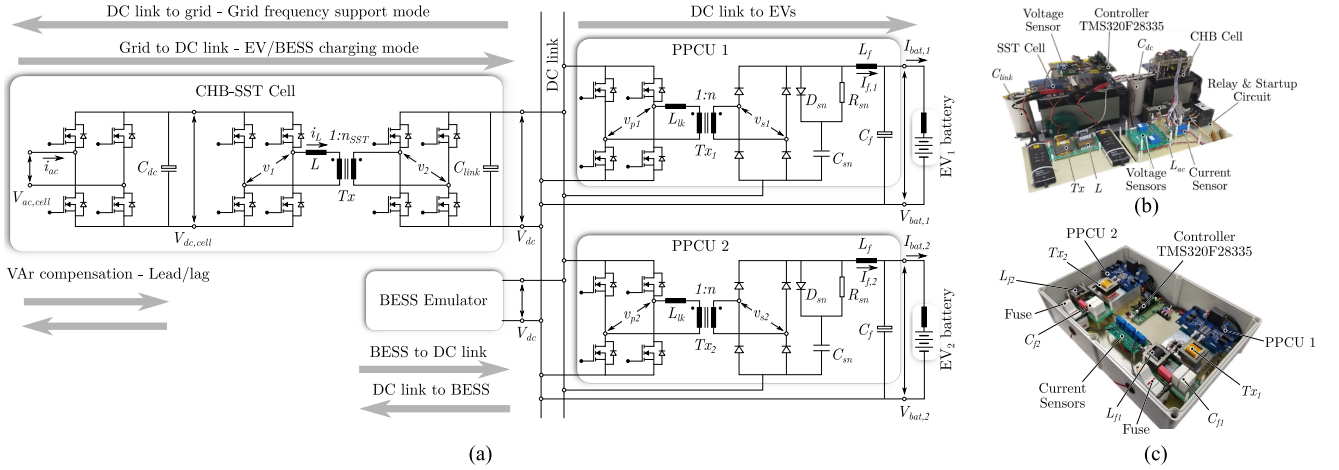 DC link to grid - Grid frequency support mode
Grid to DC link - EV/BESS charging mode
DC link
DC link to EVs
CHB-SST Cell
i_ac
V_ac,cell
C_dc
V_dc,cell
v_1
i_L
L
1:n_SST
Tx
v_2
C_link
V_dc
VAr compensation - Lead/lag
BESS Emulator
V_dc
BESS to DC link
DC link to BESS
PPCU 1
v_p1
L_lk
1:n
Tx_1
v_s1
D_sn
R_sn
C_sn
L_f
I_f,1
C_f
I_bat,1
V_bat,1
EV_1 battery
PPCU 2
v_p2
L_lk
1:n
Tx_2
v_s2
D_sn
R_sn
C_sn
L_f
I_f,2
C_f
I_bat,2
V_bat,2
EV_2 battery
(a)
Voltage
Sensor
Controller
TMS320F28335
SST Cell
C_dc
CHB Cell
C_link
Relay & Startup
Circuit
Tx
L
Voltage
Sensors
L_ac
Current
Sensor
(b)
PPCU 2
Controller
TMS320F28335
Tx_2
L_f2
Fuse
C_f2
PPCU 1
Current
Sensors
L_f1
Fuse
C_f1
Tx_1
(c)